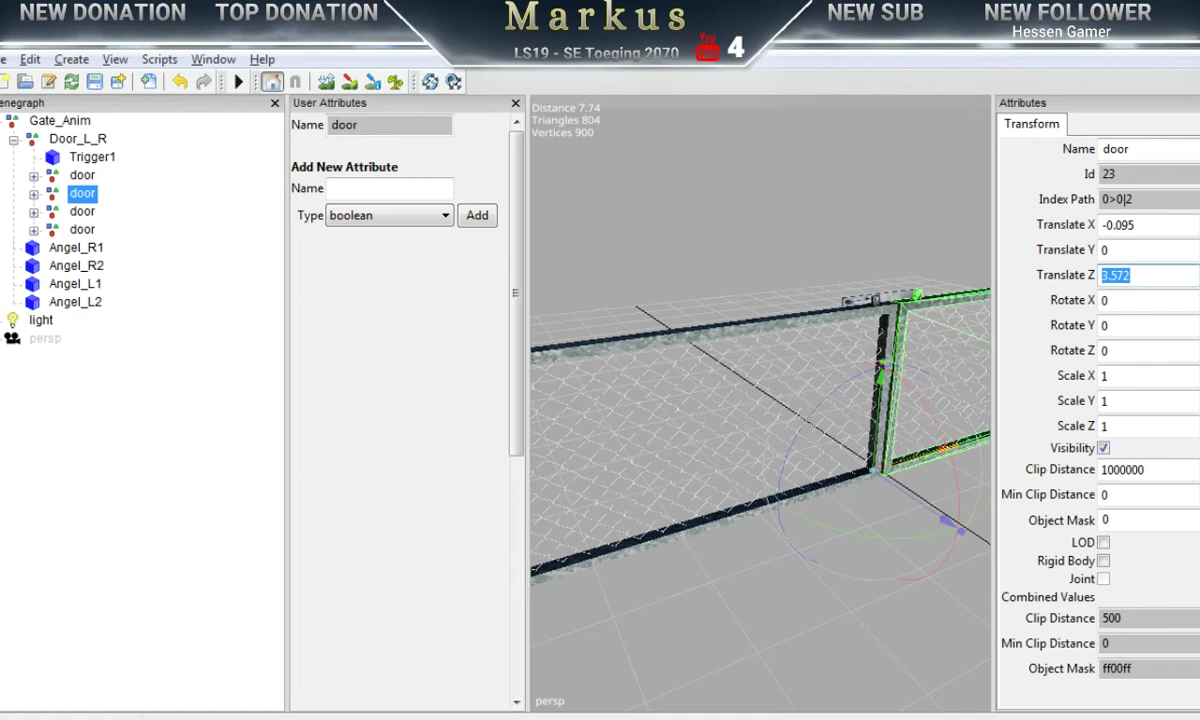 NEW DONATION
TOP DONATION
Markus
NEW SUB
NEW FOLLOWER
Hessen Gamer
LS19 - SE Toeging 2070
You
4
e Edit Create View Scripts Window Help
enegraph
User Attributes
Attributes
Gate_Anim
Door_L_R
Trigger1
door
door
door
door
Angel_R1
Angel_R2
Angel_L1
Angel_L2
light
persp
Name door
Add New Attribute
Name
Type boolean Add
Distance 7.74
Triangles 804
Vertices 900
persp
Transform
Name door
Id 23
Index Path 0>0|2
Translate X -0.095
Translate Y 0
Translate Z 3.572
Rotate X 0
Rotate Y 0
Rotate Z 0
Scale X 1
Scale Y 1
Scale Z 1
Visibility
Clip Distance 1000000
Min Clip Distance 0
Object Mask 0
LOD
Rigid Body
Joint
Combined Values
Clip Distance 500
Min Clip Distance 0
Object Mask ff00ff